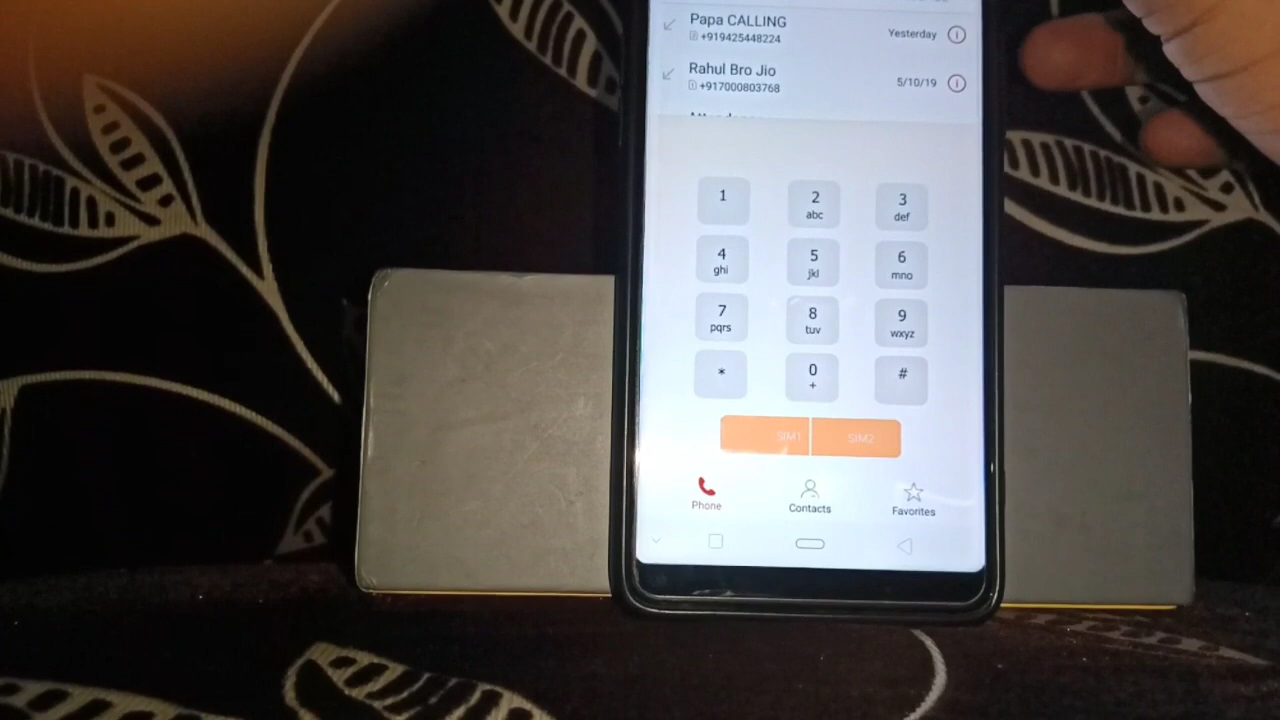 Papa CALLING
+919425448224
Yesterday
Rahul Bro Jio
+917000803768
5/10/19
1
2
3
abc
def
4
5
6
ghi
jkl
mno
7
8
9
pqrs
tuv
wxyz
*
0
#
+
SIM1
SIM2
Phone
Contacts
Favorites